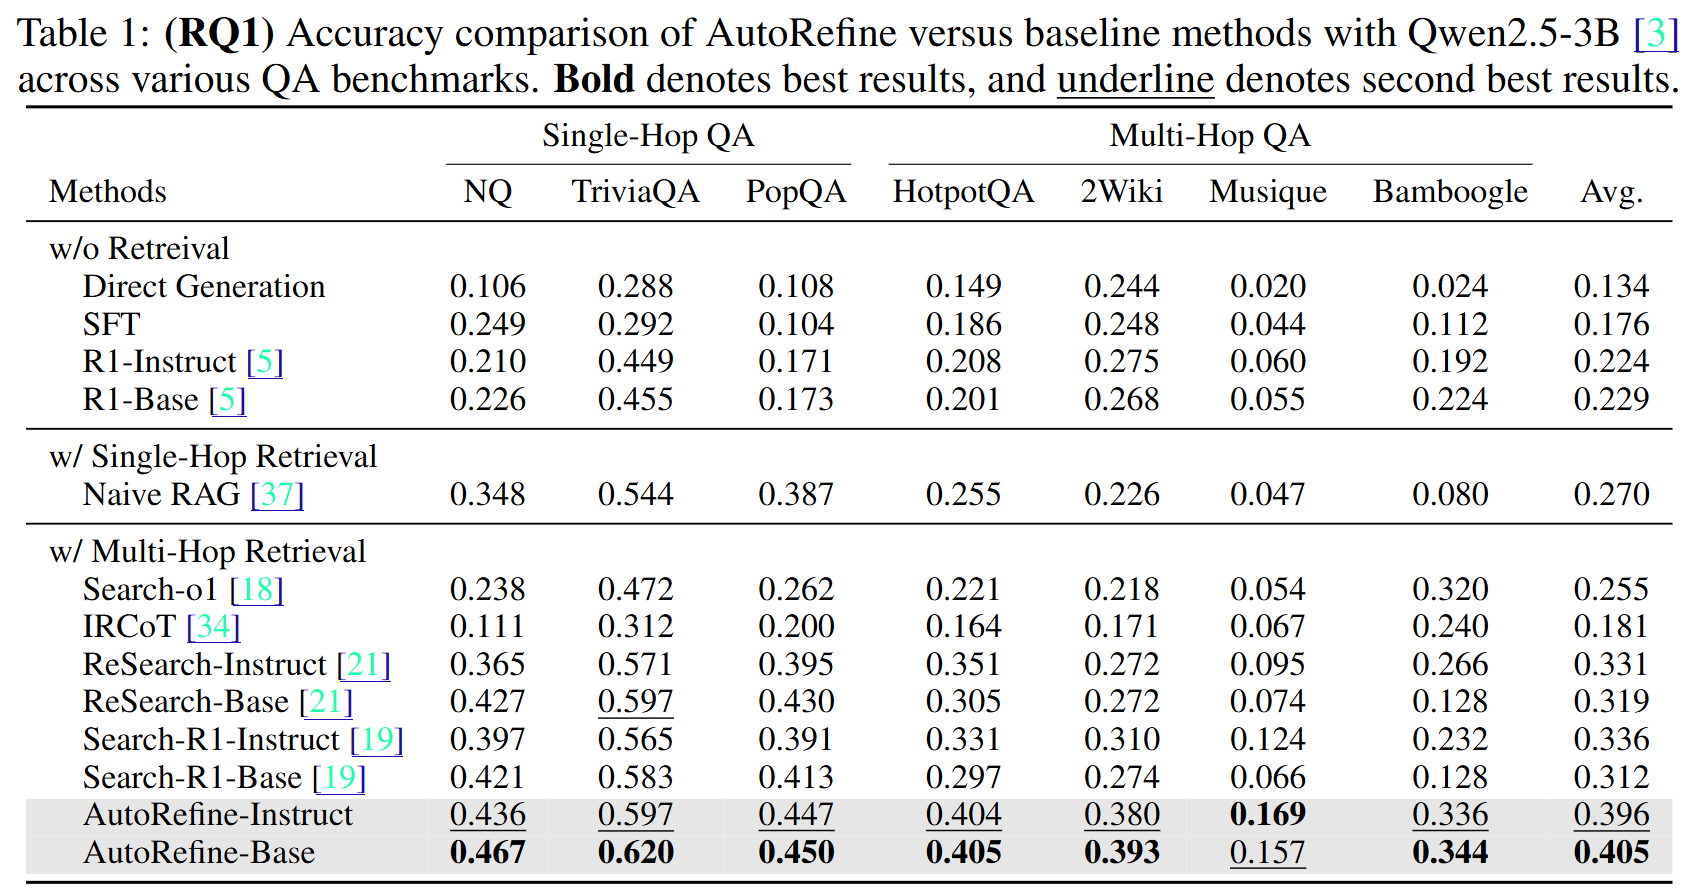 Table 1: (RQ1) Accuracy comparison of AutoRefine versus baseline methods with Qwen2.5-3B [3]
across various QA benchmarks. Bold denotes best results, and underline denotes second best results.
Single-Hop QA Multi-Hop QA
Methods NQ TriviaQA PopQA HotpotQA 2Wiki Musique Bamboogle Avg.
w/o Retreival
Direct Generation 0.106 0.288 0.108 0.149 0.244 0.020 0.024 0.134
SFT 0.249 0.292 0.104 0.186 0.248 0.044 0.112 0.176
R1-Instruct [5] 0.210 0.449 0.171 0.208 0.275 0.060 0.192 0.224
R1-Base [5] 0.226 0.455 0.173 0.201 0.268 0.055 0.224 0.229
w/ Single-Hop Retrieval
Naive RAG [37] 0.348 0.544 0.387 0.255 0.226 0.047 0.080 0.270
w/ Multi-Hop Retrieval
Search-o1 [18] 0.238 0.472 0.262 0.221 0.218 0.054 0.320 0.255
IRCoT [34] 0.111 0.312 0.200 0.164 0.171 0.067 0.240 0.181
ReSearch-Instruct [21] 0.365 0.571 0.395 0.351 0.272 0.095 0.266 0.331
ReSearch-Base [21] 0.427 0.597 0.430 0.305 0.272 0.074 0.128 0.319
Search-R1-Instruct [19] 0.397 0.565 0.391 0.331 0.310 0.124 0.232 0.336
Search-R1-Base [19] 0.421 0.583 0.413 0.297 0.274 0.066 0.128 0.312
AutoRefine-Instruct 0.436 0.597 0.447 0.404 0.380 0.169 0.336 0.396
AutoRefine-Base 0.467 0.620 0.450 0.405 0.393 0.157 0.344 0.405